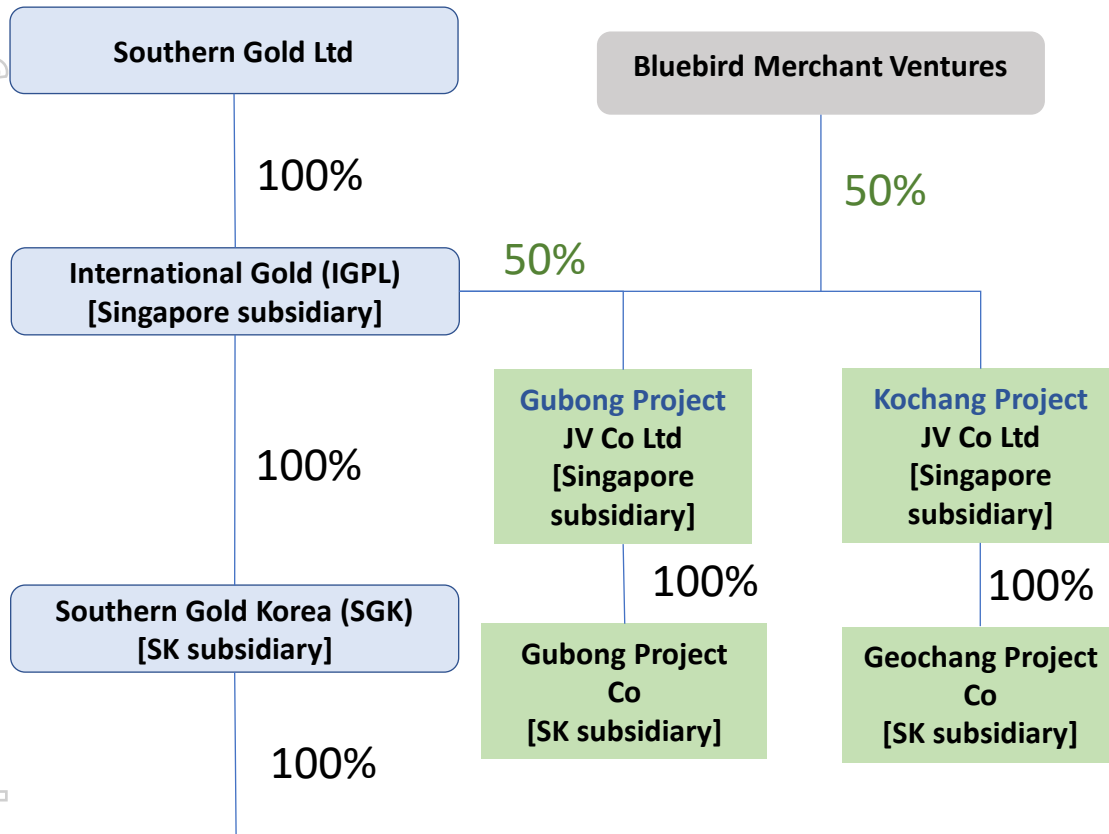 Southern Gold Ltd
Bluebird Merchant Ventures
100%
50%
International Gold (IGPL)
[Singapore subsidiary]
50%
Gubong Project
JV Co Ltd
[Singapore
subsidiary]
Kochang Project
JV Co Ltd
[Singapore
subsidiary]
100%
100%
100%
Southern Gold Korea (SGK)
[SK subsidiary]
Gubong Project
Co
[SK subsidiary]
Geochang Project
Co
[SK subsidiary]
100%